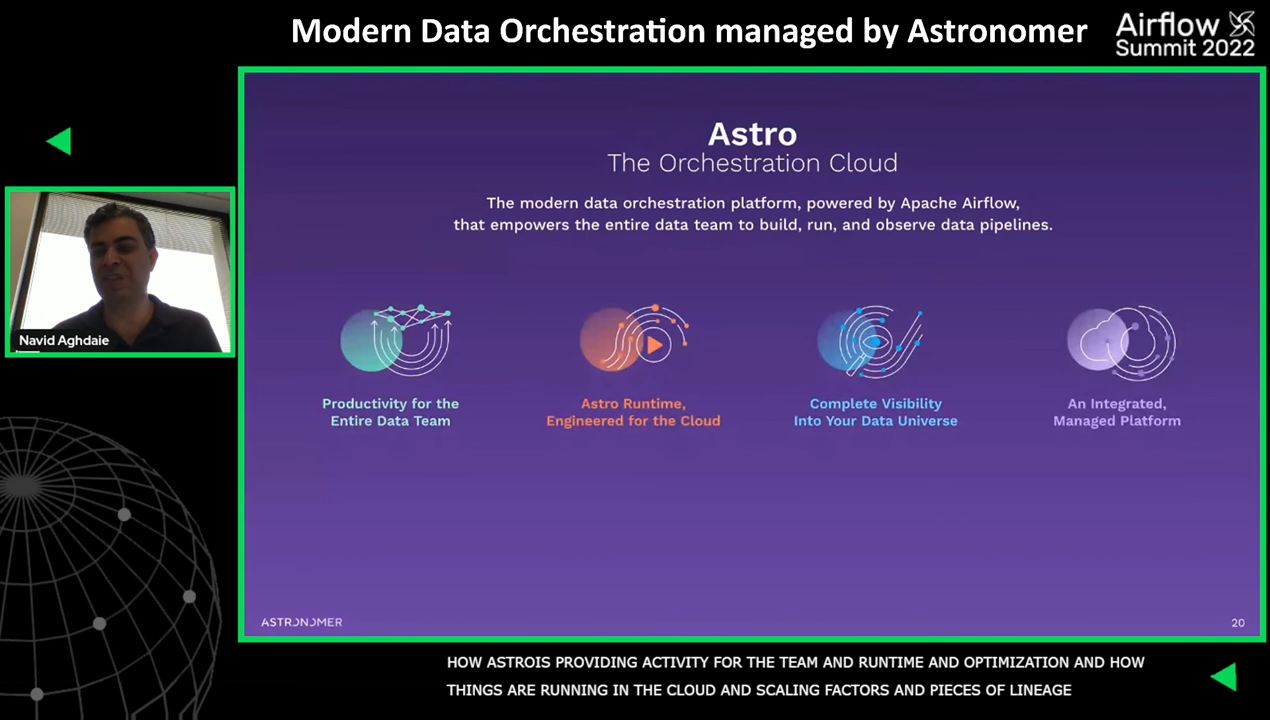 Modern Data Orchestration managed by Astronomer
Airflow
Summit 2022
Astro
The Orchestration Cloud
The modern data orchestration platform, powered by Apache Airflow,
that empowers the entire data team to build, run, and observe data pipelines.
Productivity for the
Entire Data Team
Astro Runtime,
Engineered for the Cloud
Complete Visibility
Into Your Data Universe
An Integrated,
Managed Platform
Navid Aghdaie
ASTRONOMER
20
HOW ASTROIS PROVIDING ACTIVITY FOR THE TEAM AND RUNTIME AND OPTIMIZATION AND HOW
THINGS ARE RUNNING IN THE CLOUD AND SCALING FACTORS AND PIECES OF LINEAGE